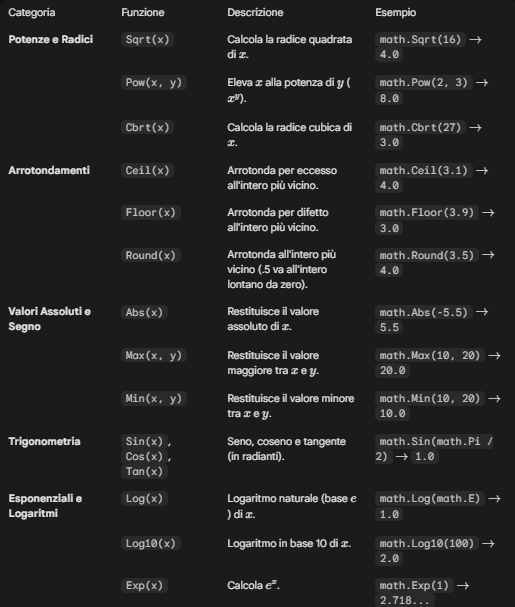 Categoria Funzione Descrizione Esempio
Potenze e Radici Sqrt(x) Calcola la radice quadrata math.Sqrt(16) →
di x. 4.0
Pow(x, y) Eleva x alla potenza di y ( math.Pow(2, 3) →
xʸ). 8.0
Cbrt(x) Calcola la radice cubica di math.Cbrt(27) →
x. 3.0
Arrotondamenti Ceil(x) Arrotonda per eccesso math.Ceil(3.1) →
all'intero più vicino. 4.0
Floor(x) Arrotonda per difetto math.Floor(3.9) →
all'intero più vicino. 3.0
Round(x) Arrotonda all'intero più math.Round(3.5) →
vicino (.5 va all'intero 4.0
lontano da zero).
Valori Assoluti e Abs(x) Restituisce il valore math.Abs(-5.5) →
Segno assoluto di x. 5.5
Max(x, y) Restituisce il valore math.Max(10, 20) →
maggiore tra x e y. 20.0
Min(x, y) Restituisce il valore minore math.Min(10, 20) →
tra x e y. 10.0
Trigonometria Sin(x), Seno, coseno e tangente math.Sin(math.Pi /
Cos(x), (in radianti). 2) → 1.0
Tan(x)
Esponenziali e Log(x) Logaritmo naturale (base e math.Log(math.E) →
Logaritmi ) di x. 1.0
Log10(x) Logaritmo in base 10 di x. math.Log10(100) →
2.0
Exp(x) Calcola eˣ. math.Exp(1) →
2.718...